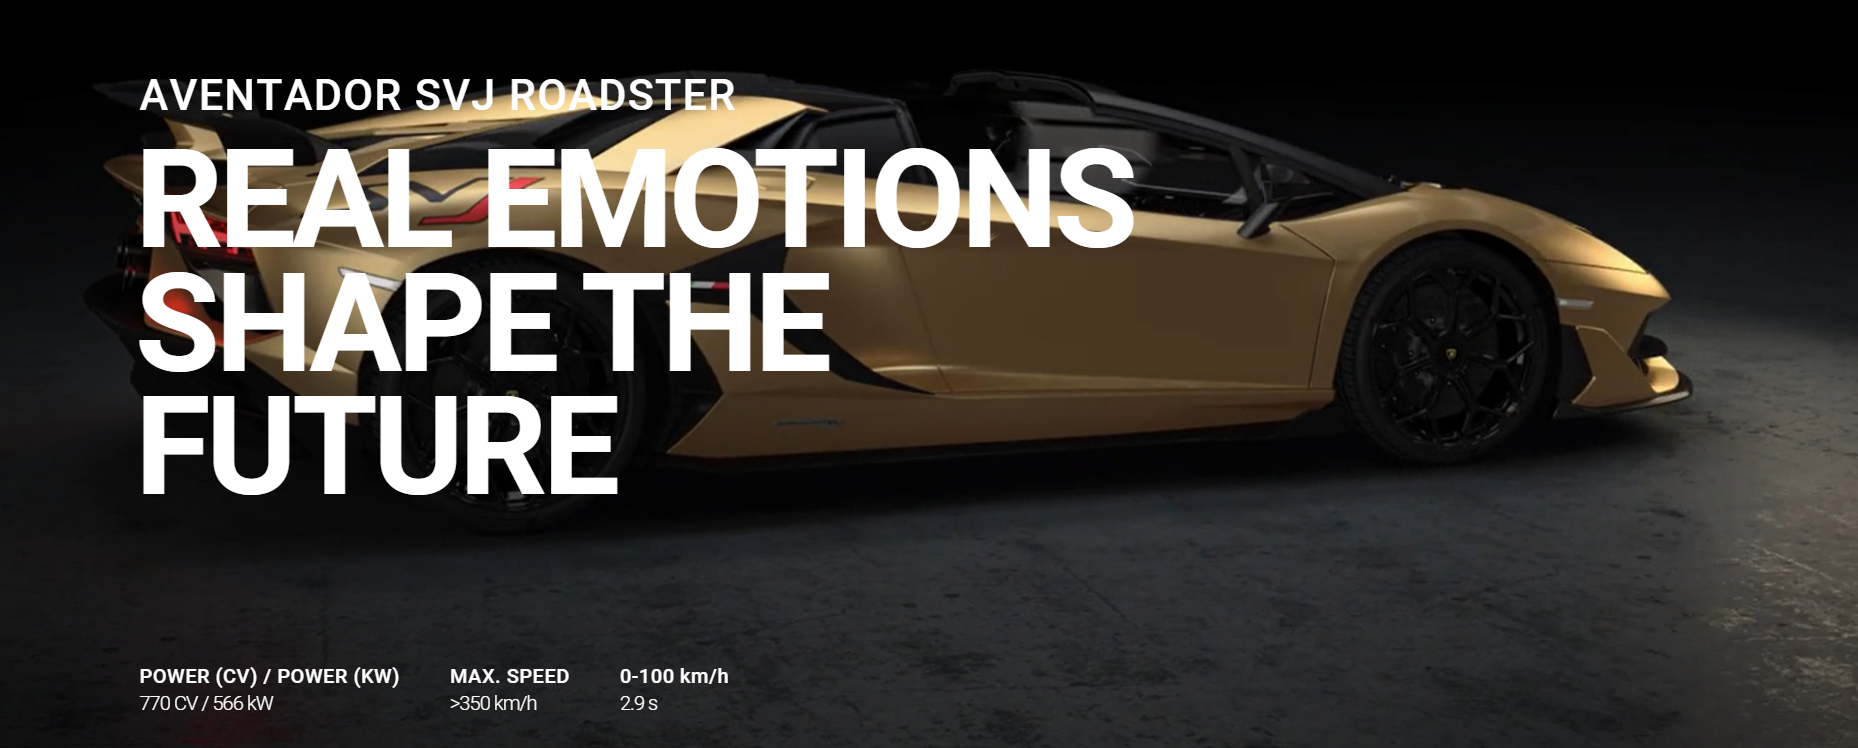 AVENTADOR SVJ ROADSTER
REAL EMOTIONS
SHAPE THE
FUTURE
POWER (CV) / POWER (KW) MAX. SPEED 0-100 km/h
770 CV / 566 kW >350 km/h 2.9 s